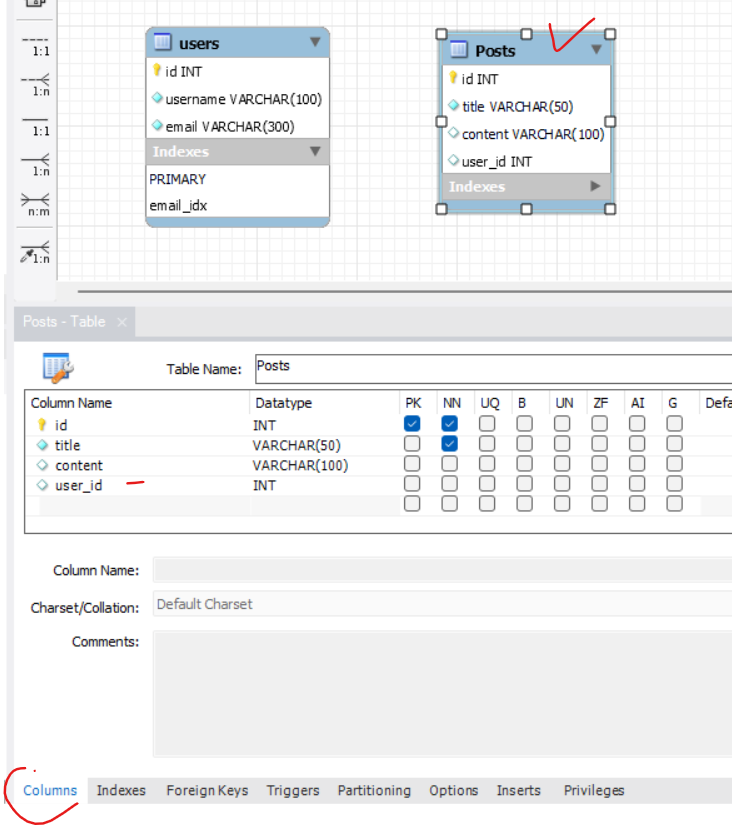 1:1
1:n
1:1
1:n
n:m
1:n
users
id INT
username VARCHAR(100)
email VARCHAR(300)
Indexes
PRIMARY
email_idx
Posts
id INT
title VARCHAR(50)
content VARCHAR(100)
user_id INT
Indexes
Posts - Table
Table Name: Posts
Column Name Datatype PK NN UQ B UN ZF AI G Defa
id INT
title VARCHAR(50)
content VARCHAR(100)
user_id INT
Column Name:
Charset/Collation: Default Charset
Comments:
Columns Indexes Foreign Keys Triggers Partitioning Options Inserts Privileges